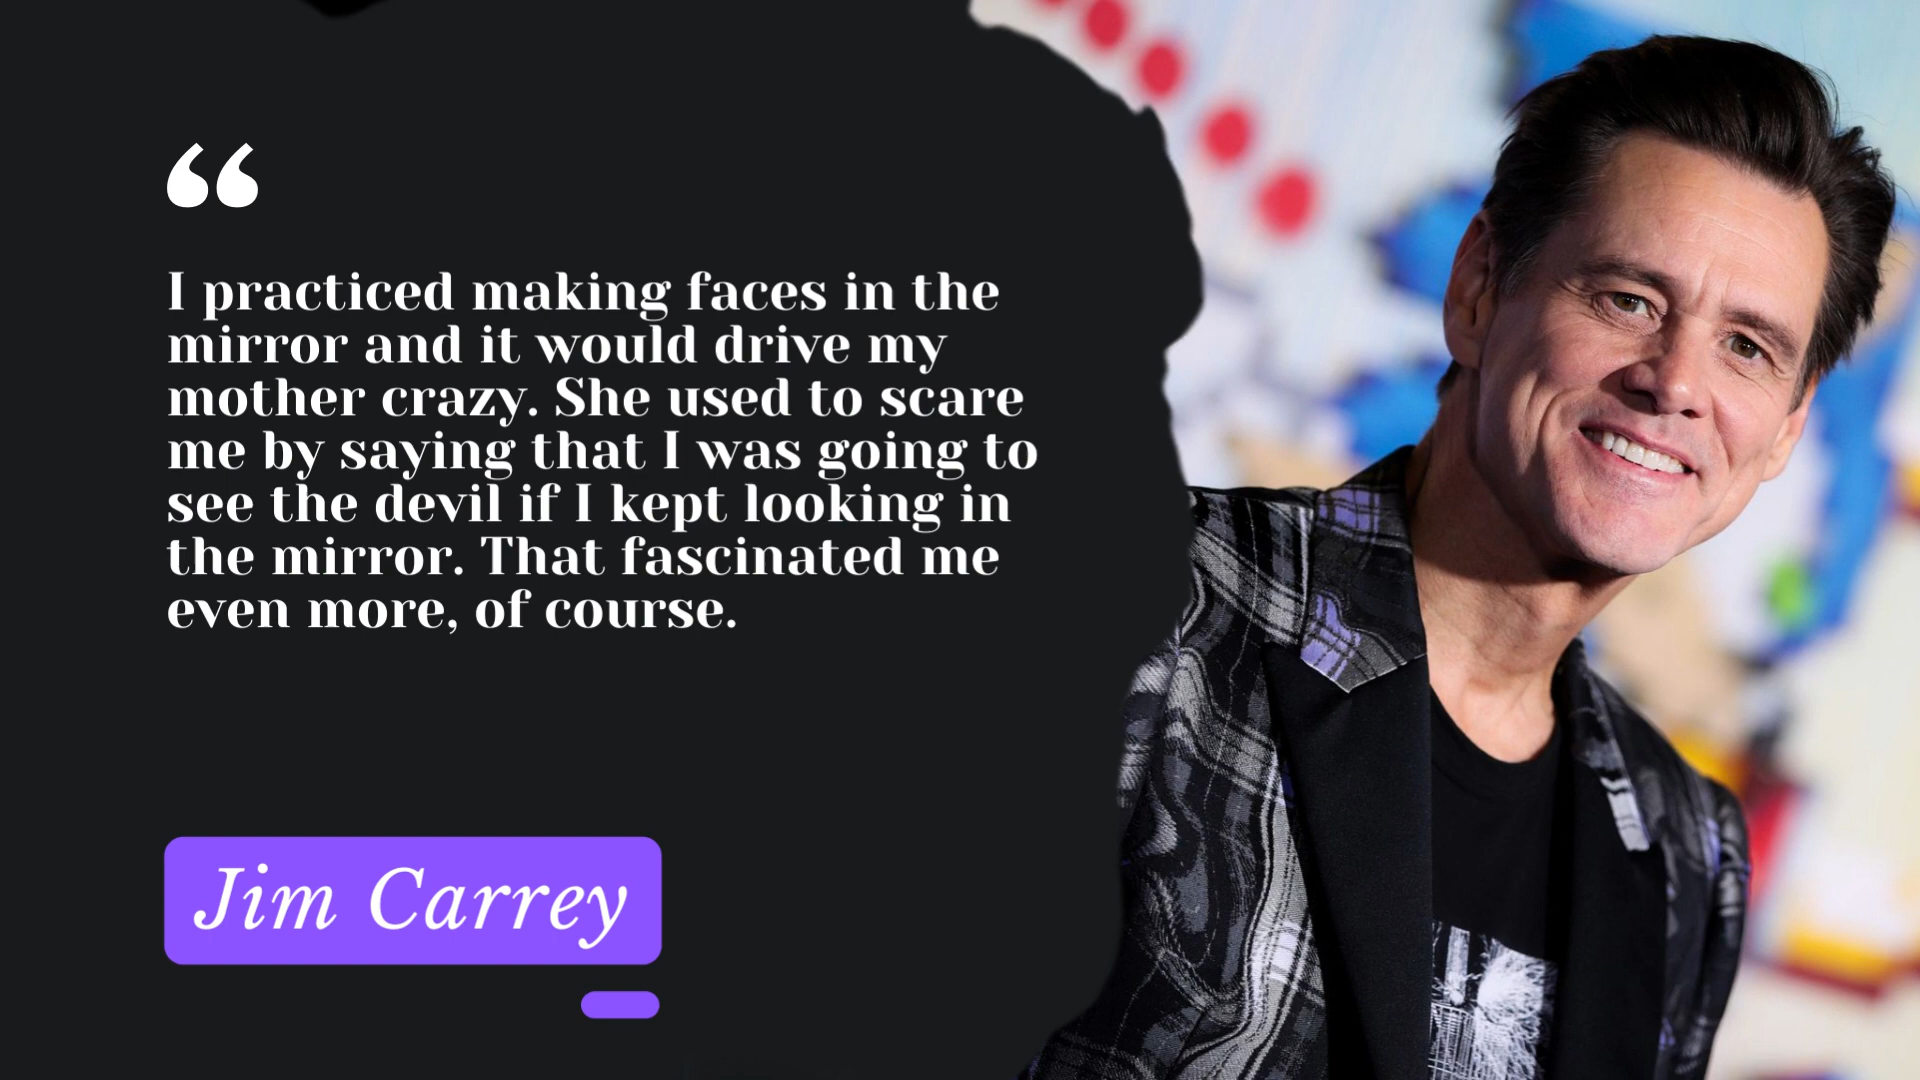 “
I practiced making faces in the
mirror and it would drive my
mother crazy. She used to scare
me by saying that I was going to
see the devil if I kept looking in
the mirror. That fascinated me
even more, of course.
Jim Carrey